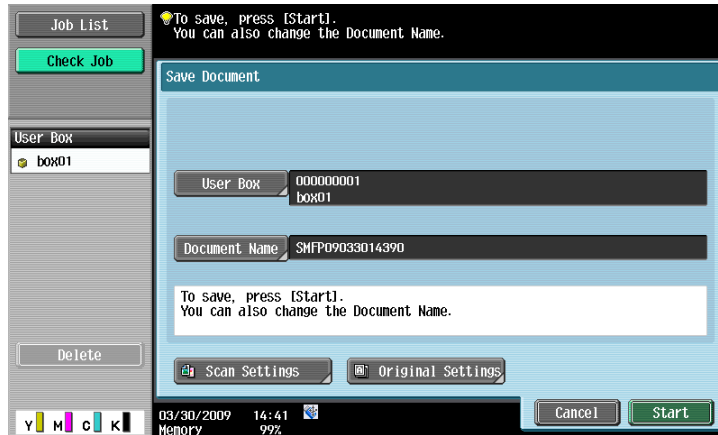 Job List
Check Job
To save, press [Start].
You can also change the Document Name.
Save Document
User Box
box01
User Box
000000001
box01
Document Name
SMFP09033014390
To save, press [Start].
You can also change the Document Name.
Delete
Scan Settings
Original Settings
Y M C K
03/30/2009 14:41
Memory 99%
Cancel
Start